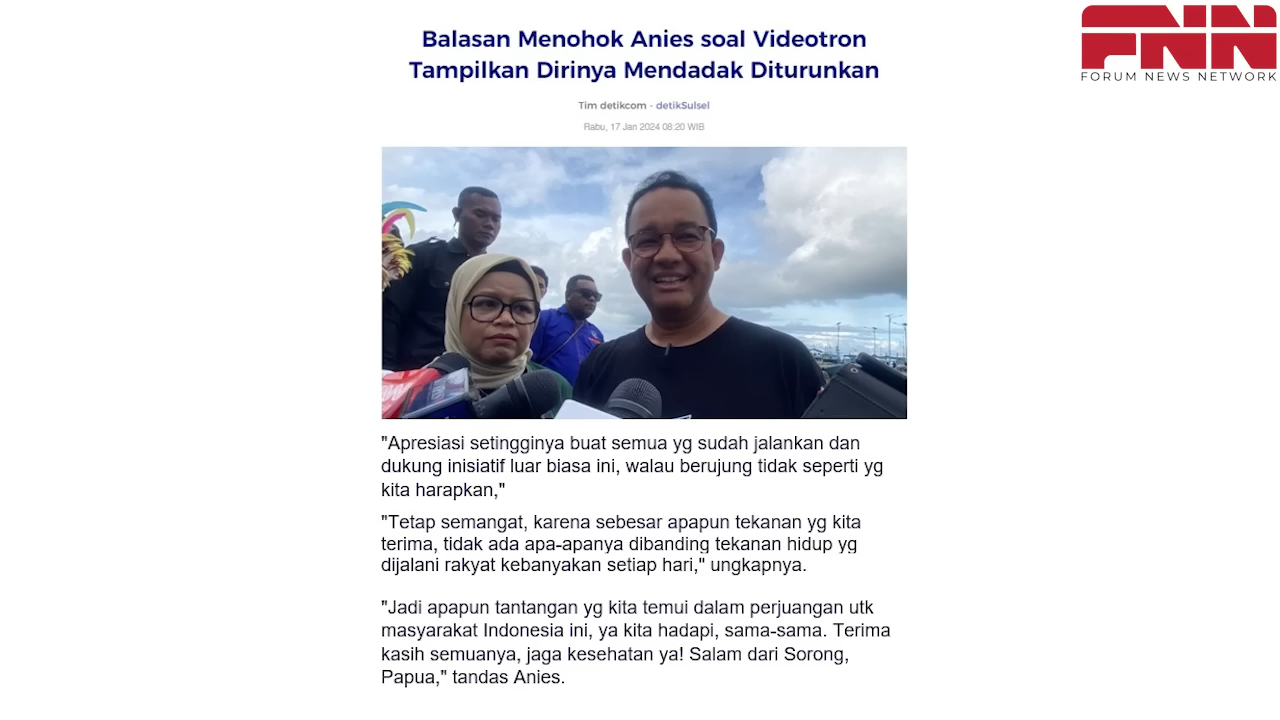 FNN
FORUM NEWS NETWORK
Balasan Menohok Anies soal Videotron
Tampilkan Dirinya Mendadak Diturunkan
Tim detikcom - detikSulsel
Rabu, 17 Jan 2024 08:20 WIB
"Apresiasi setingginya buat semua yg sudah jalankan dan
dukung inisiatif luar biasa ini, walau berujung tidak seperti yg
kita harapkan,"
"Tetap semangat, karena sebesar apapun tekanan yg kita
terima, tidak ada apa-apanya dibanding tekanan hidup yg
dijalani rakyat kebanyakan setiap hari," ungkapnya.
"Jadi apapun tantangan yg kita temui dalam perjuangan utk
masyarakat Indonesia ini, ya kita hadapi, sama-sama. Terima
kasih semuanya, jaga kesehatan ya! Salam dari Sorong,
Papua," tandas Anies.